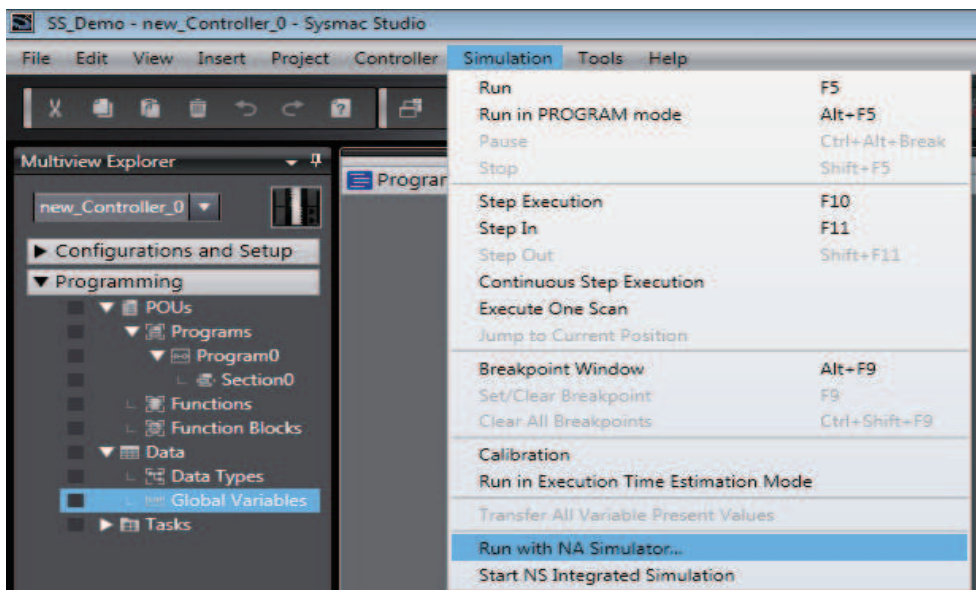 SS_Demo - new_Controller_0 - Sysmac Studio
File Edit View Insert Project Controller Simulation Tools Help
Multiview Explorer
new_Controller_0
Configurations and Setup
Programming
POUs
Programs
Program0
Section0
Functions
Function Blocks
Data
Data Types
Global Variables
Tasks
Program
Run F5
Run in PROGRAM mode Alt+F5
Pause Ctrl+Alt+Break
Stop Shift+F5
Step Execution F10
Step In F11
Step Out Shift+F11
Continuous Step Execution
Execute One Scan
Jump to Current Position
Breakpoint Window Alt+F9
Set/Clear Breakpoint F9
Clear All Breakpoints Ctrl+Shift+F9
Calibration
Run in Execution Time Estimation Mode
Transfer All Variable Present Values
Run with NA Simulator...
Start NS Integrated Simulation